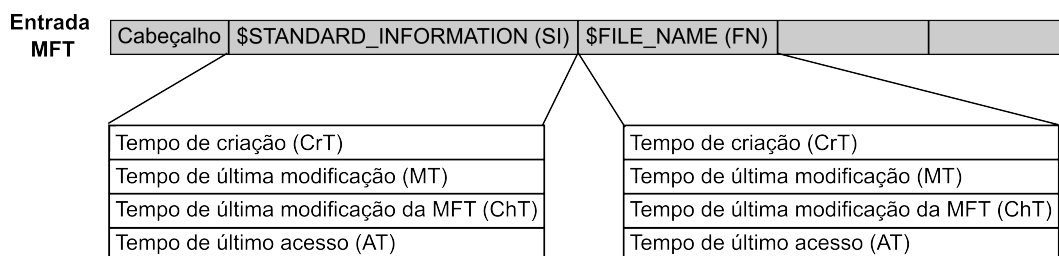 Entrada
MFT
Cabeçalho
$STANDARD_INFORMATION (SI)
$FILE_NAME (FN)
Tempo de criação (CrT)
Tempo de última modificação (MT)
Tempo de última modificação da MFT (ChT)
Tempo de último acesso (AT)
Tempo de criação (CrT)
Tempo de última modificação (MT)
Tempo de última modificação da MFT (ChT)
Tempo de último acesso (AT)